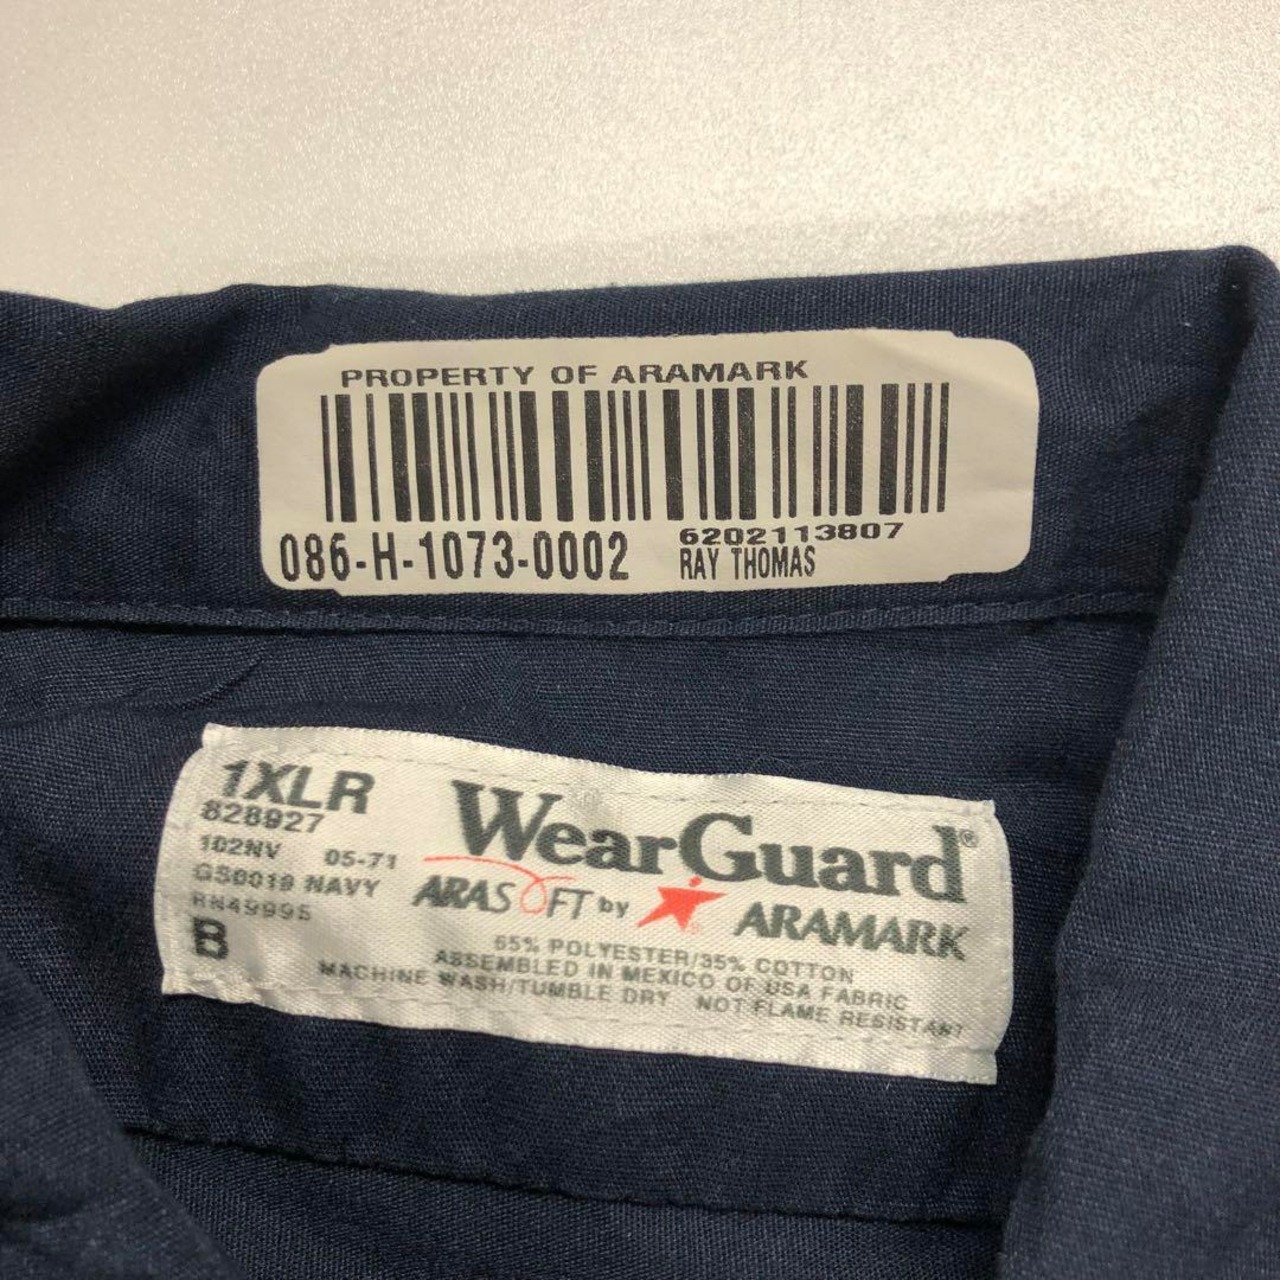 PROPERTY OF ARAMARK
6202113807
086-H-1073-0002 RAY THOMAS
1XLR
828927
102NV 05-71
GS0019 NAVY
RN49995
B
WearGuard®
ARASOFT by ARAMARK
65% POLYESTER/35% COTTON
ASSEMBLED IN MEXICO OF USA FABRIC
MACHINE WASH/TUMBLE DRY NOT FLAME RESISTANT